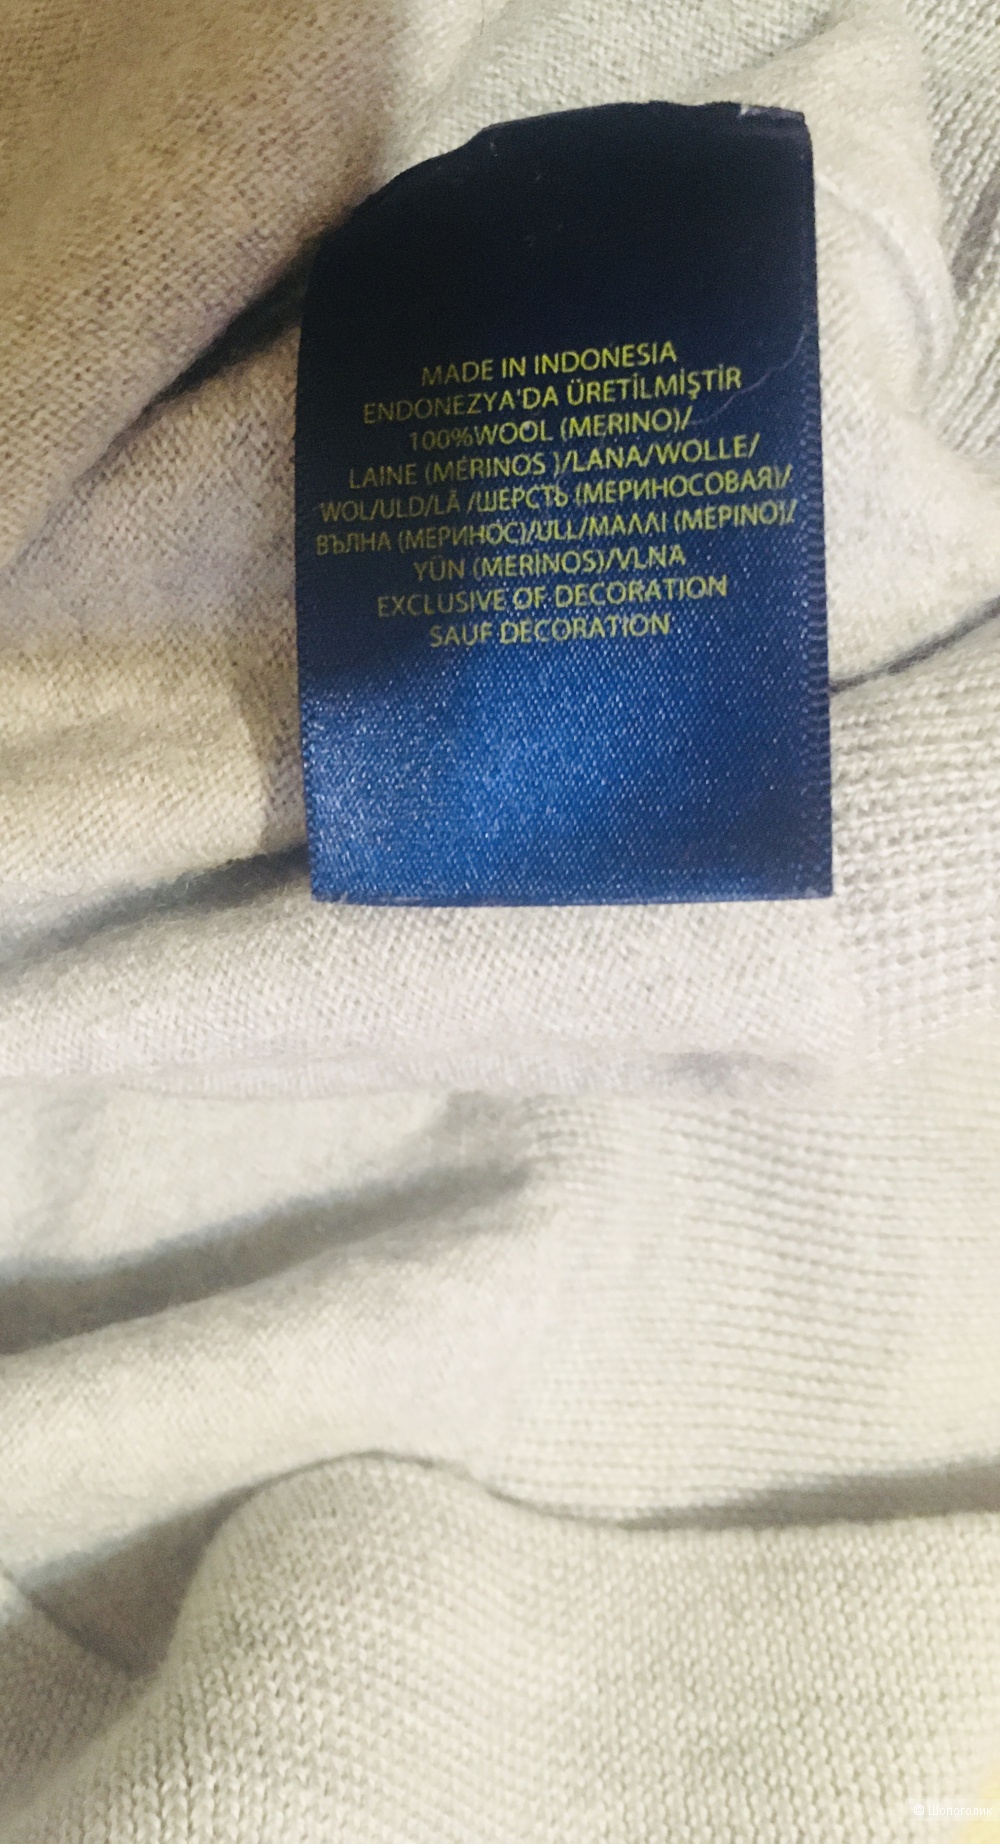 MADE IN INDONESIA
ENDONEZYA'DA ÜRETİLMİŞTİR
100%WOOL (MERINO)/
LAINE (MÉRINOS )/LANA/WOLLE/
WOL/ULD/LÃ /ШЕРСТЬ (МЕРИНОСОВАЯ)/
ВЪЛНА (МЕРИНОС)/ULL/ΜΑΛΛΙ (ΜΕΡΙΝΟ)/
YÜN (MERİNOS)/VLNA
EXCLUSIVE OF DECORATION
SAUF DECORATION
© Шопоголик